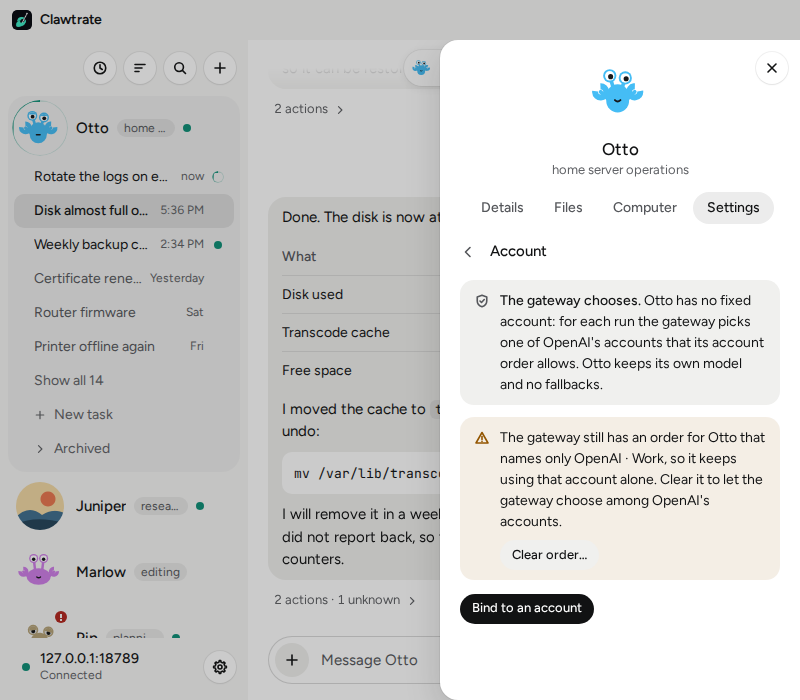 Clawtrate
Otto
home ...
Rotate the logs on e...
now
Disk almost full o...
5:36 PM
Weekly backup c...
2:34 PM
Certificate rene...
Yesterday
Router firmware
Sat
Printer offline again
Fri
Show all 14
New task
Archived
Juniper
resea...
Marlow
editing
Pip
planni...
127.0.0.1:18789
Connected
2 actions
Done. The disk is now at
What
Disk used
Transcode cache
Free space
I moved the cache to
undo:
mv /var/lib/transc
I will remove it in a
did not report back, so
counters.
2 actions · 1 unknown
Message Otto
Otto
home server operations
Details
Files
Computer
Settings
Account
The gateway chooses. Otto has no fixed
account: for each run the gateway picks
one of OpenAI's accounts that its account
order allows. Otto keeps its own model
and no fallbacks.
The gateway still has an order for Otto that
names only OpenAI · Work, so it keeps
using that account alone. Clear it to let the
gateway choose among OpenAI's
accounts.
Clear order...
Bind to an account